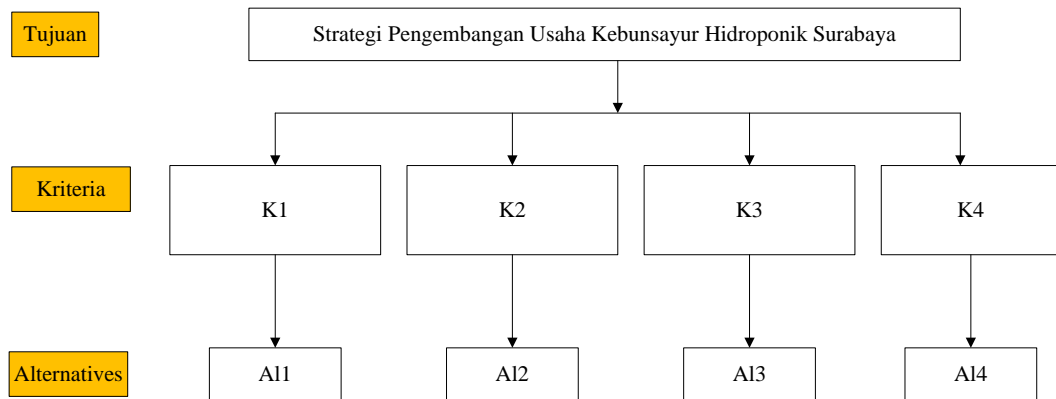 Tujuan
Strategi Pengembangan Usaha Kebunsayur Hidroponik Surabaya
Kriteria
K1
K2
K3
K4
Alternatives
Al1
Al2
Al3
Al4